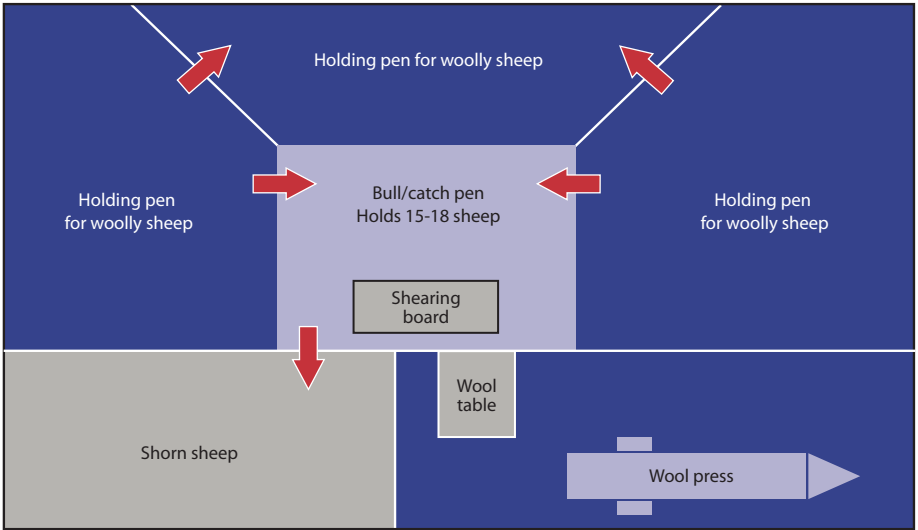 Holding pen for woolly sheep
Holding pen
for woolly sheep
Bull/catch pen
Holds 15-18 sheep
Holding pen
for woolly sheep
Shearing
board
Wool
table
Shorn sheep
Wool press